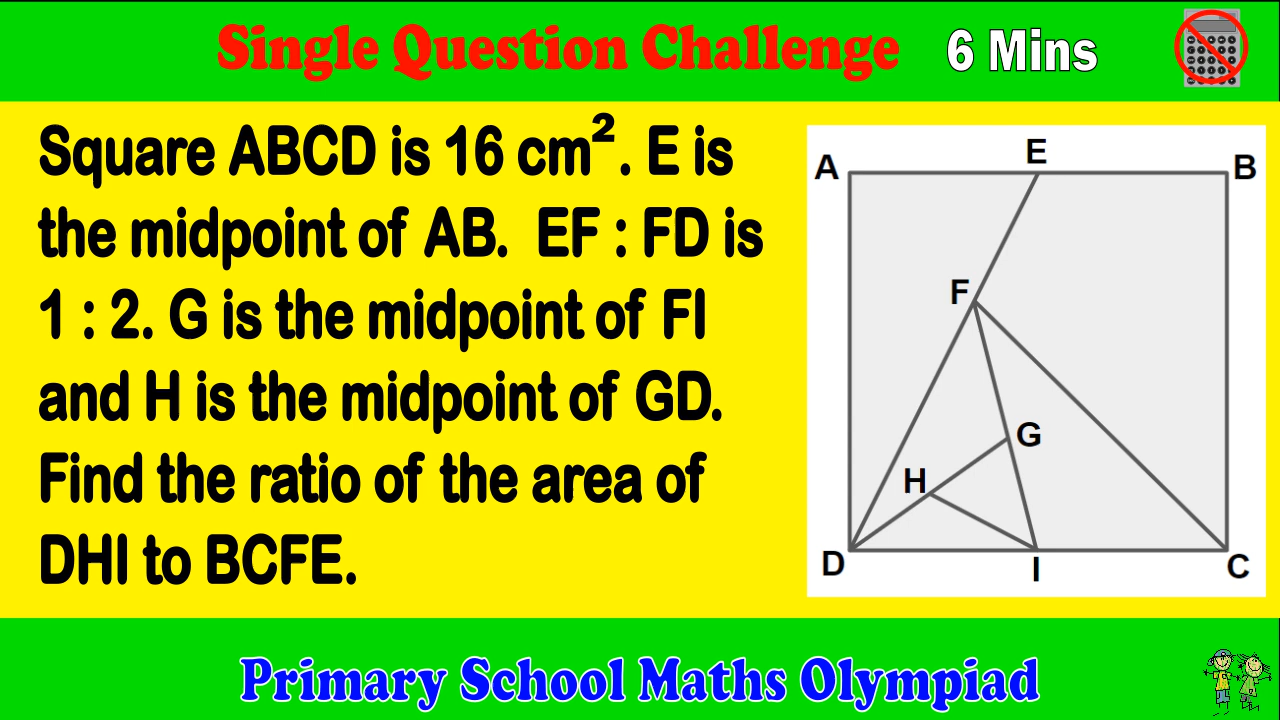 Single Question Challenge 6 Mins
Square ABCD is 16 cm². E is
the midpoint of AB. EF : FD is
1 : 2. G is the midpoint of FI
and H is the midpoint of GD.
Find the ratio of the area of
DHI to BCFE.
A
E
B
F
G
H
D
I
C
Primary School Maths Olympiad